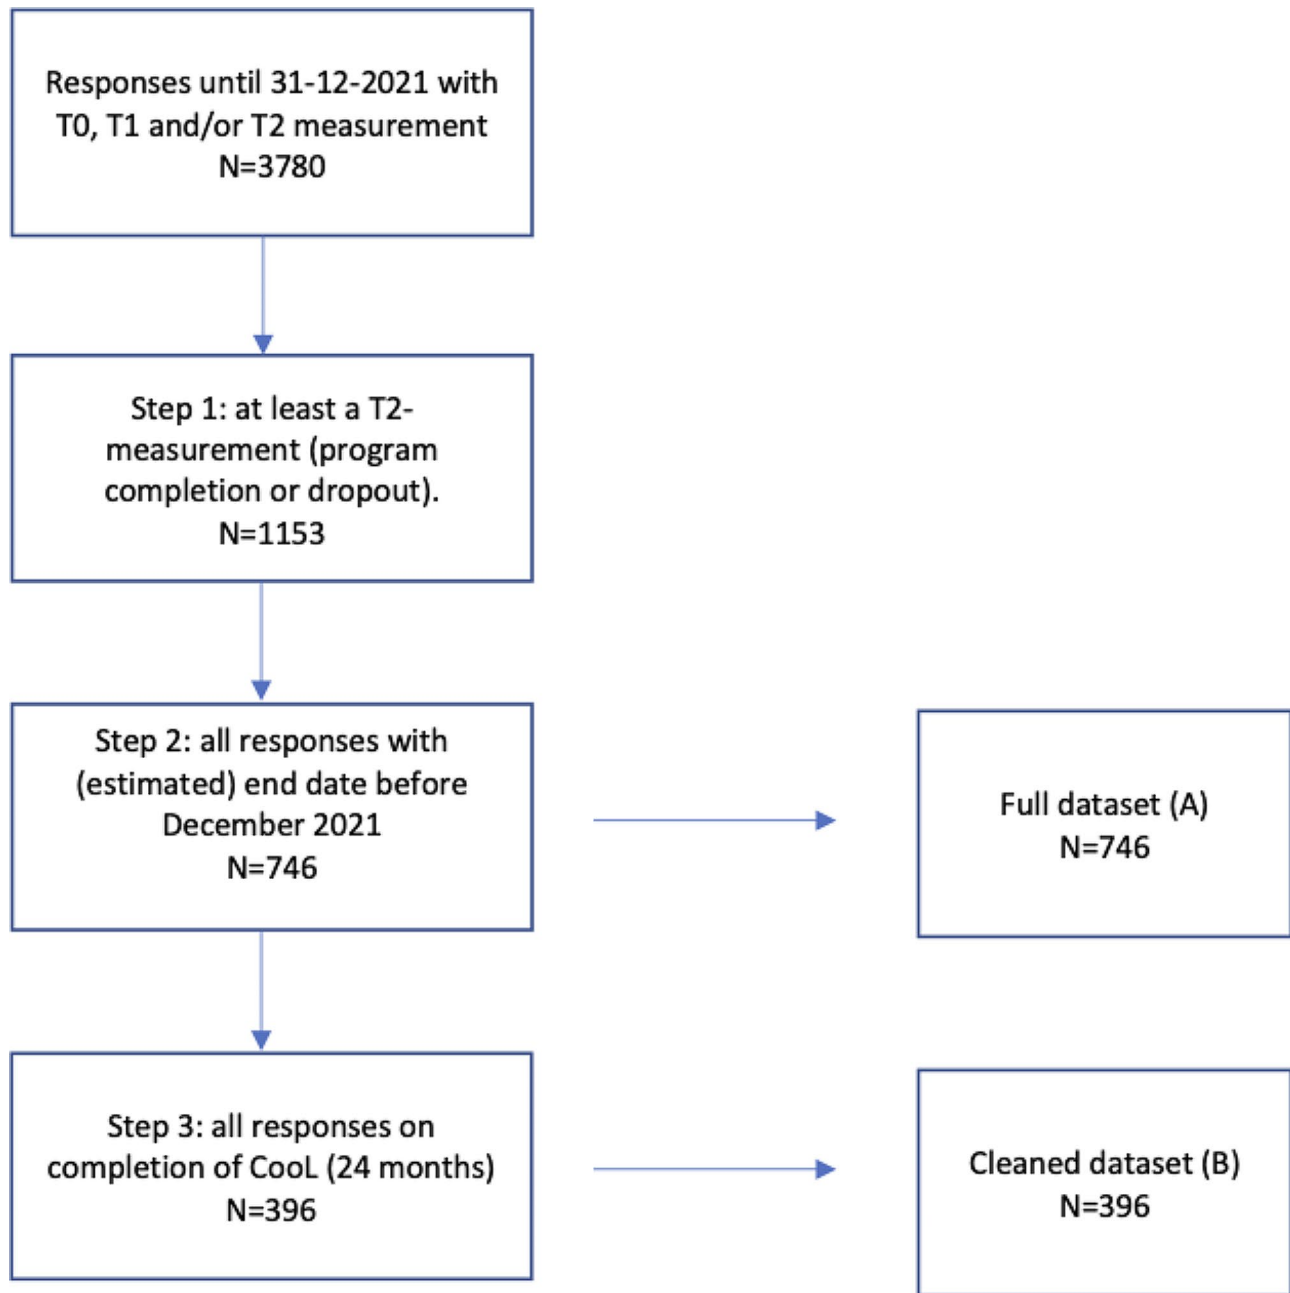 Responses until 31-12-2021 with
T0, T1 and/or T2 measurement
N=3780
Step 1: at least a T2-
measurement (program
completion or dropout).
N=1153
Step 2: all responses with
(estimated) end date before
December 2021
N=746
Full dataset (A)
N=746
Step 3: all responses on
completion of CooL (24 months)
N=396
Cleaned dataset (B)
N=396